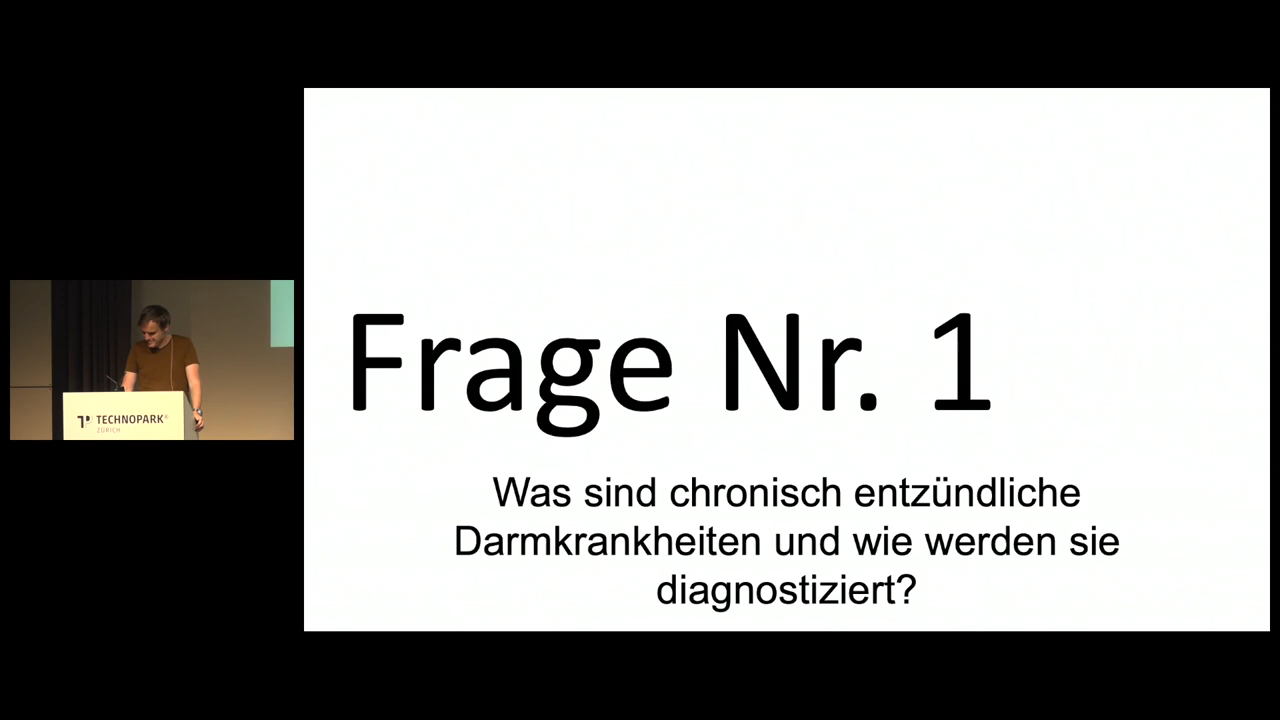 Frage Nr. 1
Was sind chronisch entzündliche
Darmkrankheiten und wie werden sie
diagnostiziert?
TECHNOPARK®
ZÜRICH